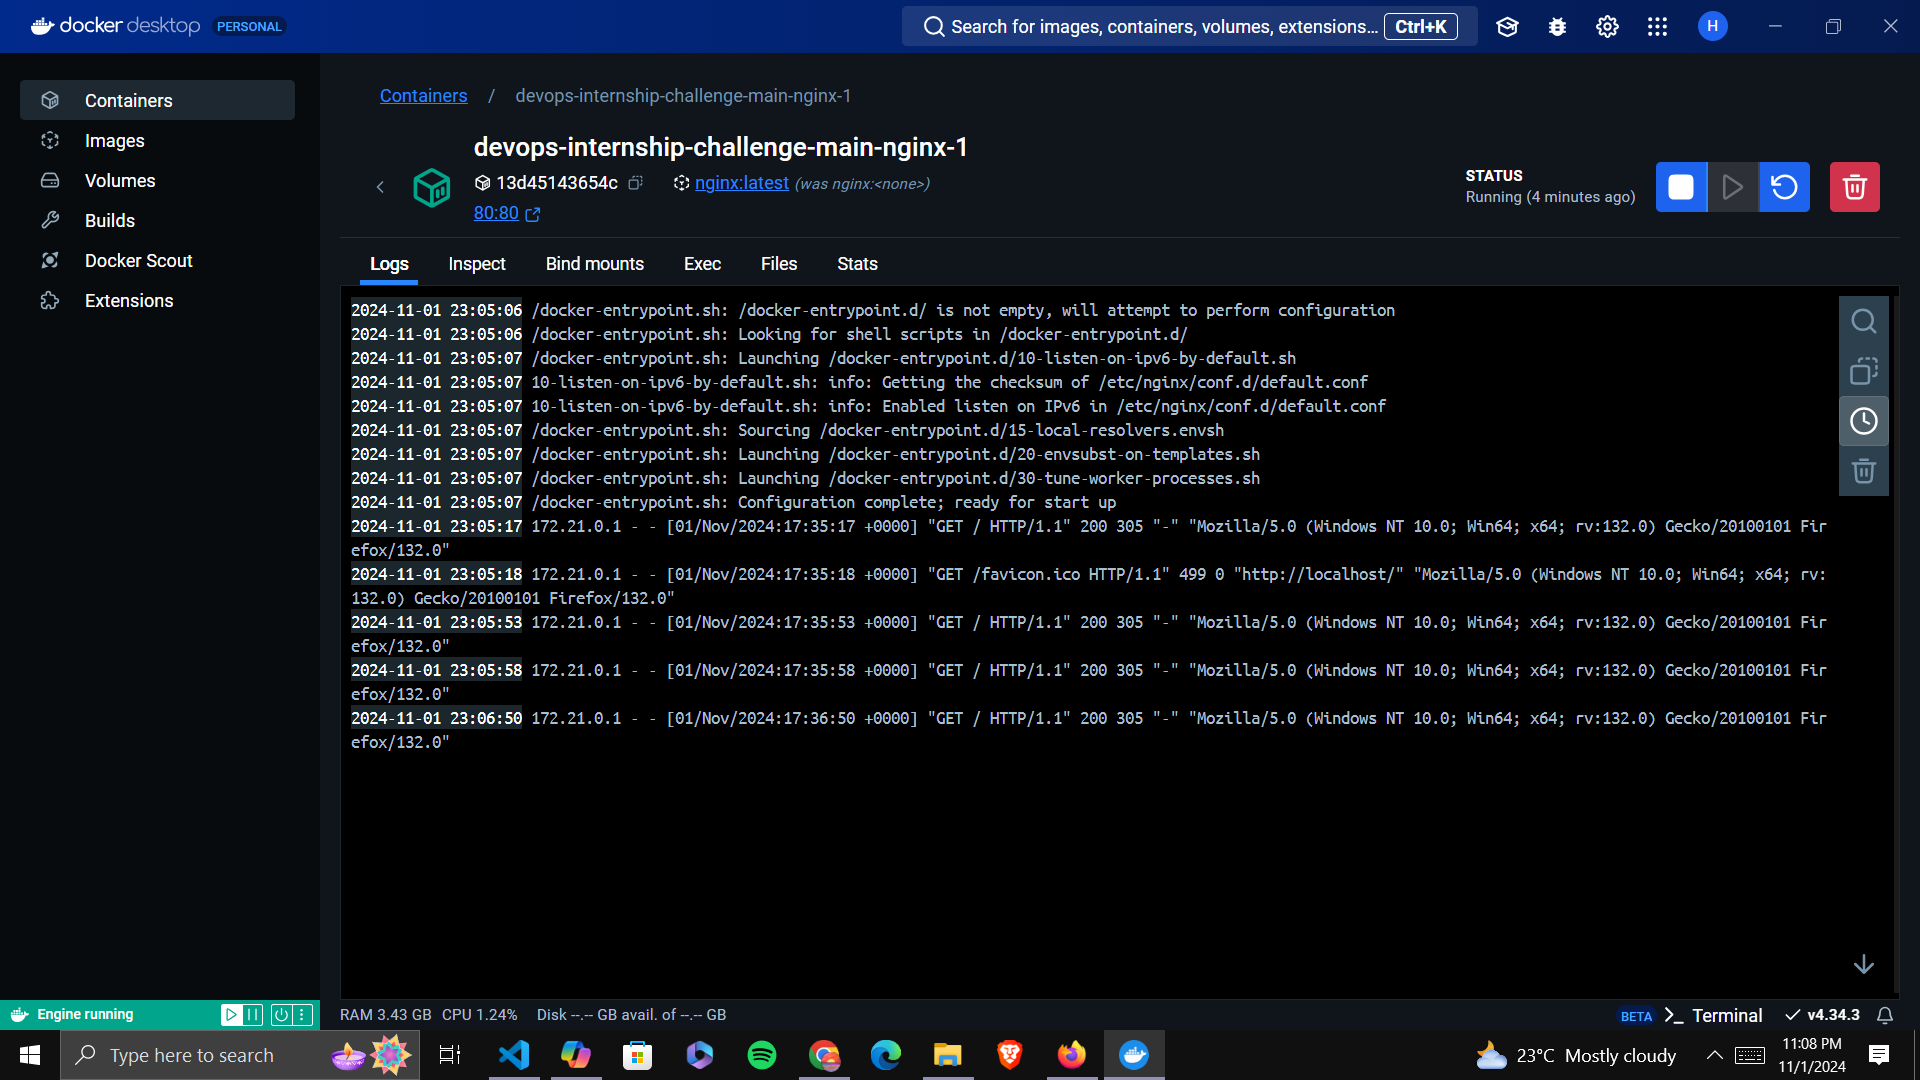 docker desktop PERSONAL
Search for images, containers, volumes, extensions... Ctrl+K
H
Containers
Images
Volumes
Builds
Docker Scout
Extensions
Containers / devops-internship-challenge-main-nginx-1
devops-internship-challenge-main-nginx-1
13d45143654c nginx:latest (was nginx:<none>)
80:80
STATUS
Running (4 minutes ago)
Logs Inspect Bind mounts Exec Files Stats
2024-11-01 23:05:06 /docker-entrypoint.sh: /docker-entrypoint.d/ is not empty, will attempt to perform configuration
2024-11-01 23:05:06 /docker-entrypoint.sh: Looking for shell scripts in /docker-entrypoint.d/
2024-11-01 23:05:07 /docker-entrypoint.sh: Launching /docker-entrypoint.d/10-listen-on-ipv6-by-default.sh
2024-11-01 23:05:07 10-listen-on-ipv6-by-default.sh: info: Getting the checksum of /etc/nginx/conf.d/default.conf
2024-11-01 23:05:07 10-listen-on-ipv6-by-default.sh: info: Enabled listen on IPv6 in /etc/nginx/conf.d/default.conf
2024-11-01 23:05:07 /docker-entrypoint.sh: Sourcing /docker-entrypoint.d/15-local-resolvers.envsh
2024-11-01 23:05:07 /docker-entrypoint.sh: Launching /docker-entrypoint.d/20-envsubst-on-templates.sh
2024-11-01 23:05:07 /docker-entrypoint.sh: Launching /docker-entrypoint.d/30-tune-worker-processes.sh
2024-11-01 23:05:07 /docker-entrypoint.sh: Configuration complete; ready for start up
2024-11-01 23:05:17 172.21.0.1 - - [01/Nov/2024:17:35:17 +0000] "GET / HTTP/1.1" 200 305 "-" "Mozilla/5.0 (Windows NT 10.0; Win64; x64; rv:132.0) Gecko/20100101 Fir
efox/132.0"
2024-11-01 23:05:18 172.21.0.1 - - [01/Nov/2024:17:35:18 +0000] "GET /favicon.ico HTTP/1.1" 499 0 "http://localhost/" "Mozilla/5.0 (Windows NT 10.0; Win64; x64; rv:
132.0) Gecko/20100101 Firefox/132.0"
2024-11-01 23:05:53 172.21.0.1 - - [01/Nov/2024:17:35:53 +0000] "GET / HTTP/1.1" 200 305 "-" "Mozilla/5.0 (Windows NT 10.0; Win64; x64; rv:132.0) Gecko/20100101 Fir
efox/132.0"
2024-11-01 23:05:58 172.21.0.1 - - [01/Nov/2024:17:35:58 +0000] "GET / HTTP/1.1" 200 305 "-" "Mozilla/5.0 (Windows NT 10.0; Win64; x64; rv:132.0) Gecko/20100101 Fir
efox/132.0"
2024-11-01 23:06:50 172.21.0.1 - - [01/Nov/2024:17:36:50 +0000] "GET / HTTP/1.1" 200 305 "-" "Mozilla/5.0 (Windows NT 10.0; Win64; x64; rv:132.0) Gecko/20100101 Fir
efox/132.0"
Engine running
RAM 3.43 GB CPU 1.24% Disk --.-- GB avail. of --.-- GB
BETA >_ Terminal v4.34.3
Type here to search
23°C Mostly cloudy
11:08 PM
11/1/2024